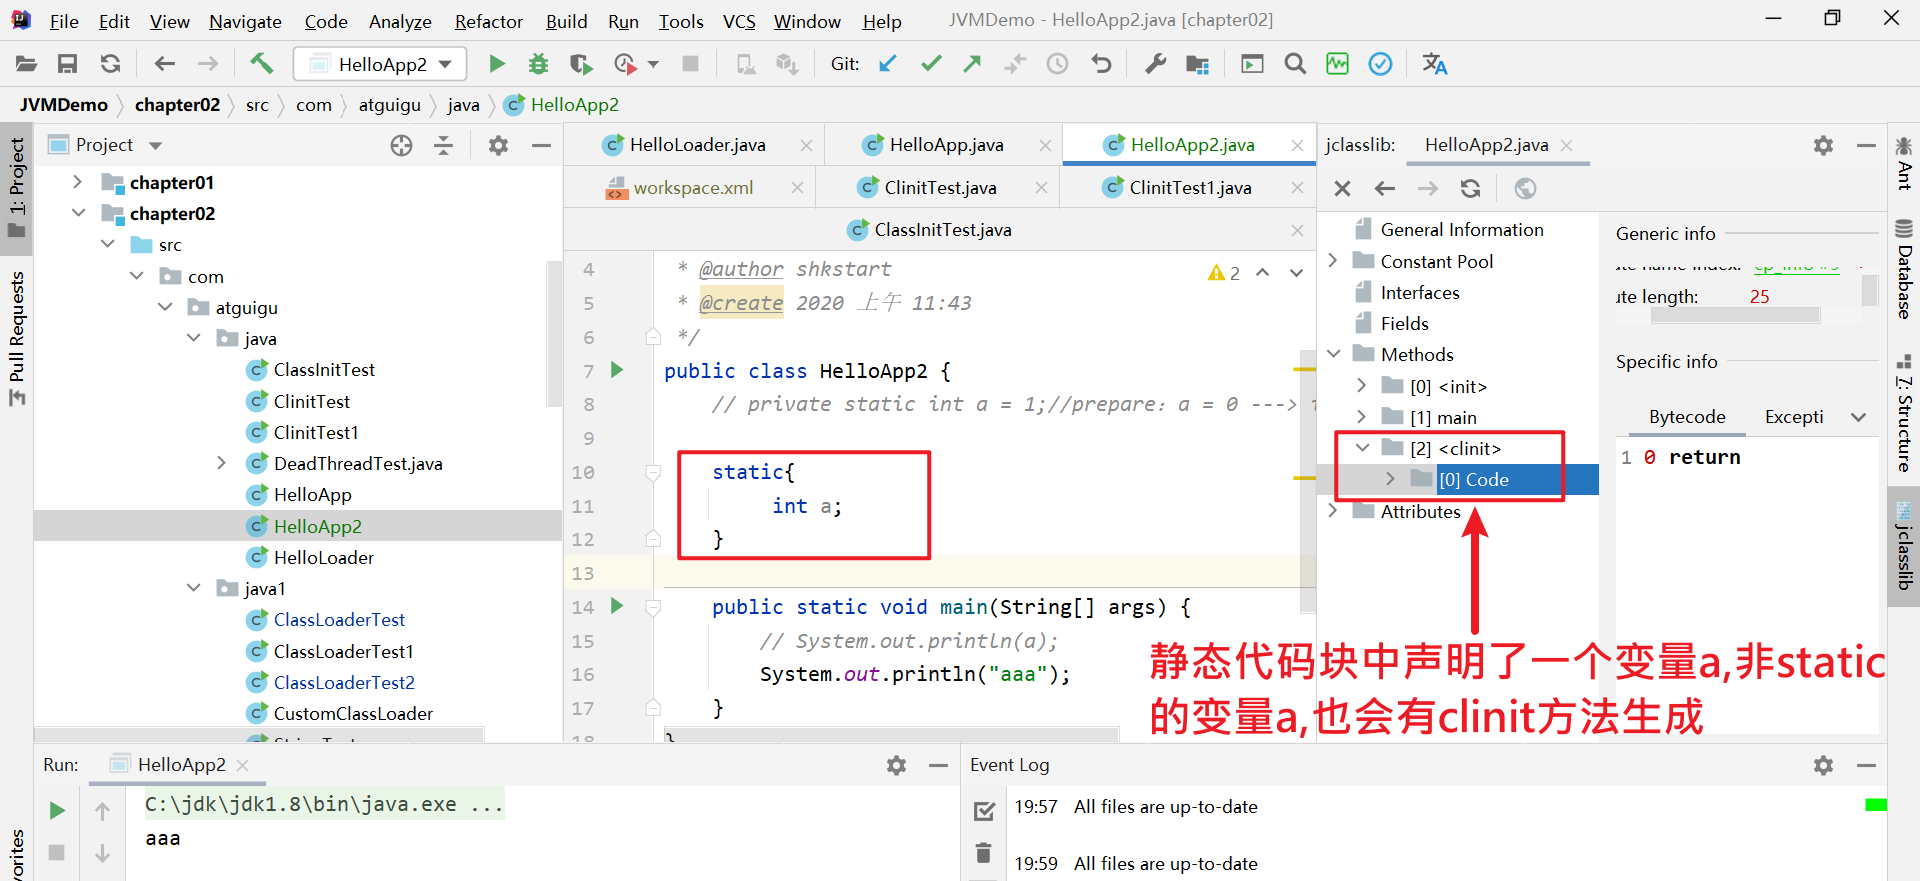 File Edit View Navigate Code Analyze Refactor Build Run Tools VCS Window Help JVMDemo - HelloApp2.java [chapter02]
HelloApp2 Git:
JVMDemo chapter02 src com atguigu java HelloApp2
1: Project
Pull Requests
Project
chapter01
chapter02
src
com
atguigu
java
ClassInitTest
ClinitTest
ClinitTest1
DeadThreadTest.java
HelloApp
HelloApp2
HelloLoader
java1
ClassLoaderTest
ClassLoaderTest1
ClassLoaderTest2
CustomClassLoader
HelloLoader.java HelloApp.java HelloApp2.java
workspace.xml ClinitTest.java ClinitTest1.java
ClassInitTest.java
2
4 * @author shkstart
5 * @create 2020 上午 11:43
6 */
7 public class HelloApp2 {
8 // private static int a = 1;//prepare: a = 0 --->
9
10 static{
11 int a;
12 }
13
14 public static void main(String[] args) {
15 // System.out.println(a);
16 System.out.println("aaa");
17 }
18 }
jclasslib: HelloApp2.java
General Information
Constant Pool
Interfaces
Fields
Methods
[0] <init>
[1] main
[2] <clinit>
[0] Code
Attributes
Generic info
ute name index: cp_info #9
ute length: 25
Specific info
Bytecode Excepti
1 0 return
静态代码块中声明了一个变量a,非static
的变量a,也会有clinit方法生成
Ant
Database
7: Structure
jclasslib
Run: HelloApp2
C:\jdk\jdk1.8\bin\java.exe ...
aaa
vorites
Event Log
19:57 All files are up-to-date
19:59 All files are up-to-date